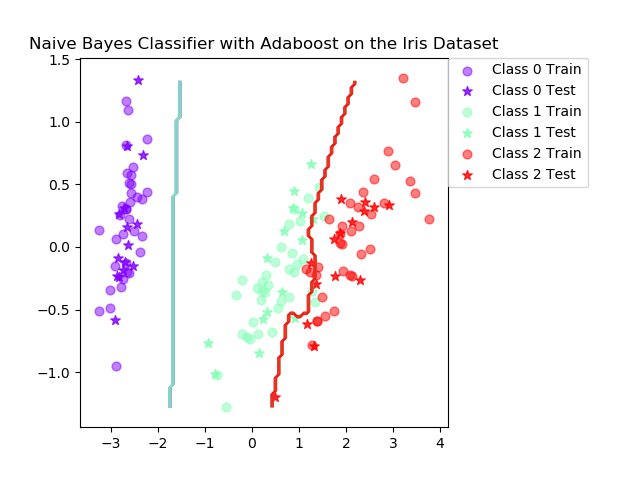 Naive Bayes Classifier with Adaboost on the Iris Dataset
Class 0 Train
Class 0 Test
Class 1 Train
Class 1 Test
Class 2 Train
Class 2 Test
1.5
1.0
0.5
0.0
−0.5
−1.0
−3 −2 −1 0 1 2 3 4